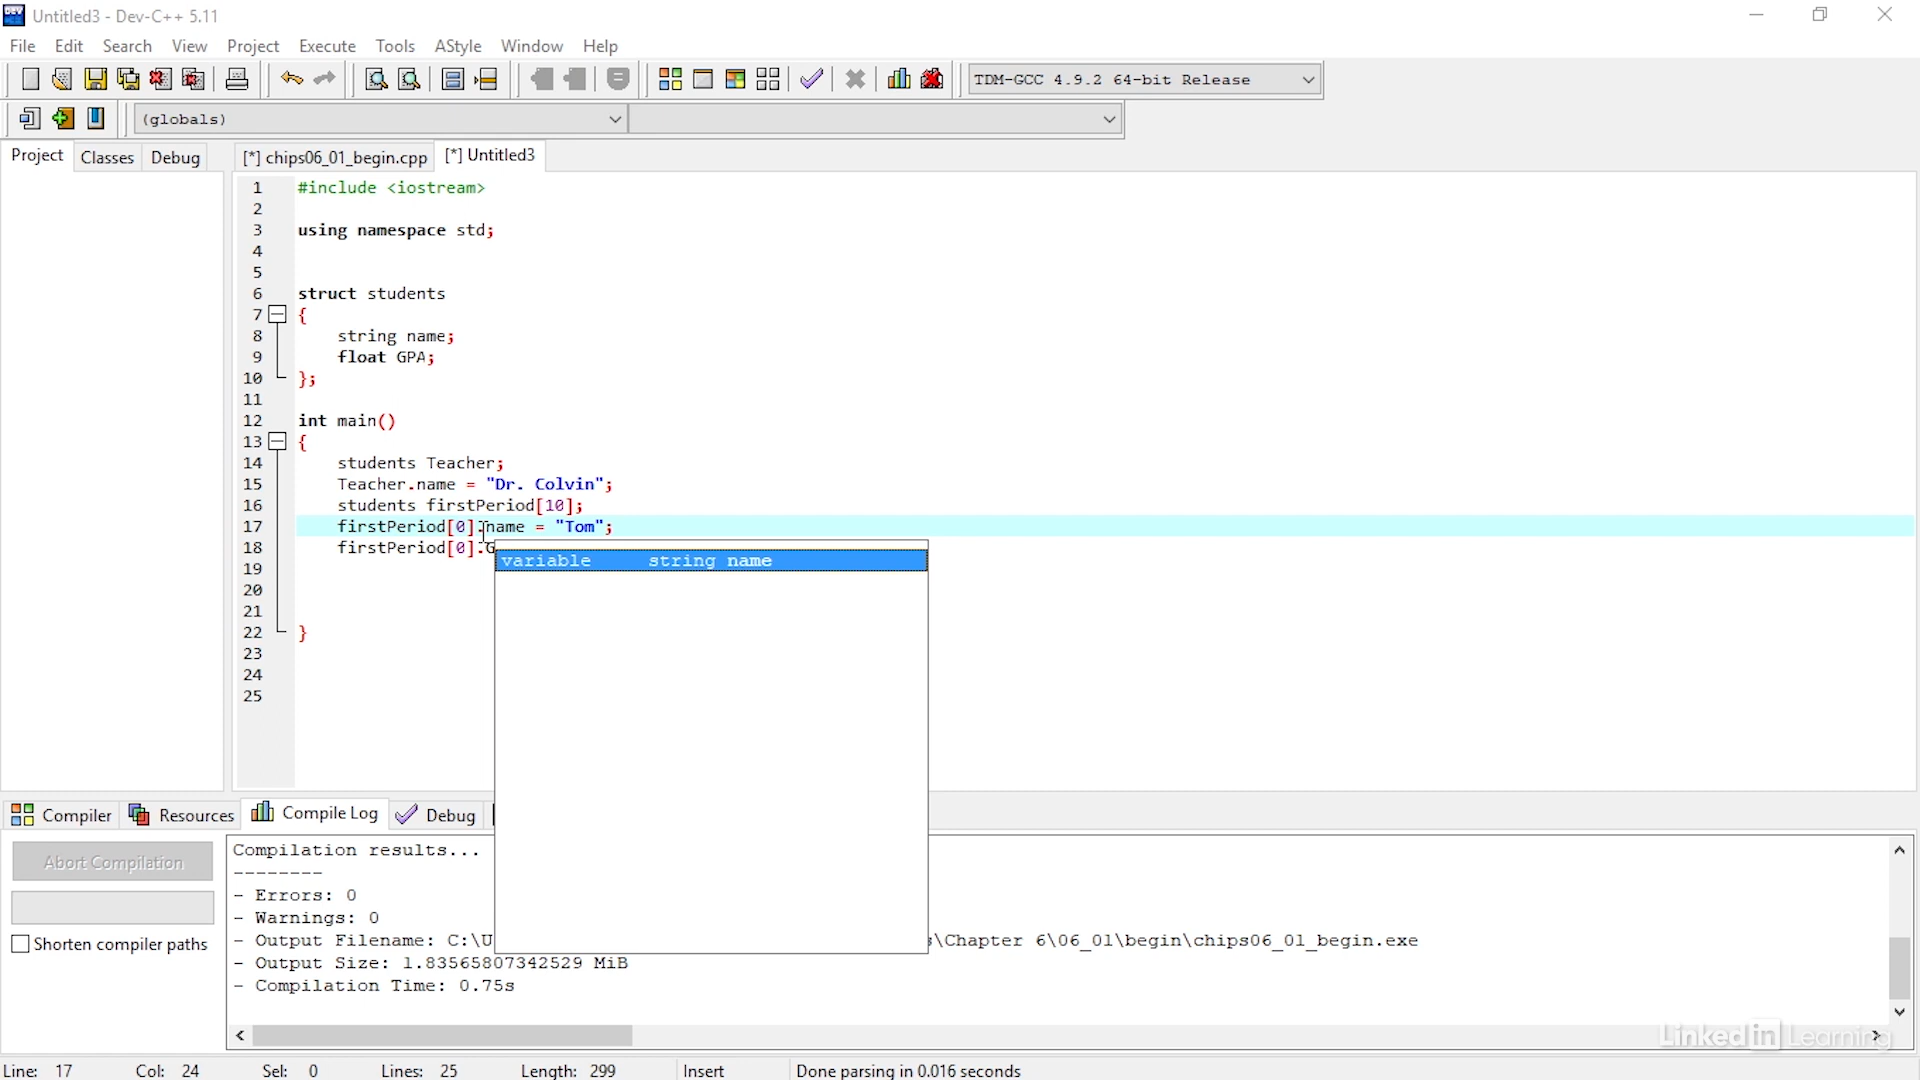 Untitled3 - Dev-C++ 5.11
File Edit Search View Project Execute Tools AStyle Window Help
TDM-GCC 4.9.2 64-bit Release
(globals)
Project Classes Debug [*] chips06_01_begin.cpp [*] Untitled3
1 #include <iostream>
2
3 using namespace std;
4
5
6 struct students
7 {
8 string name;
9 float GPA;
10 };
11
12 int main()
13 {
14 students Teacher;
15 Teacher.name = "Dr. Colvin";
16 students firstPeriod[10];
17 firstPeriod[0].name = "Tom";
18 firstPeriod[0].G
variable string name
19
20
21
22 }
23
24
25
Compiler Resources Compile Log Debug
Abort Compilation
Shorten compiler paths
Compilation results...
--------
- Errors: 0
- Warnings: 0
- Output Filename: C:\U s\Chapter 6\06_01\begin\chips06_01_begin.exe
- Output Size: 1.83565807342529 MiB
- Compilation Time: 0.75s
Linked in Learning
Line: 17 Col: 24 Sel: 0 Lines: 25 Length: 299 Insert Done parsing in 0.016 seconds